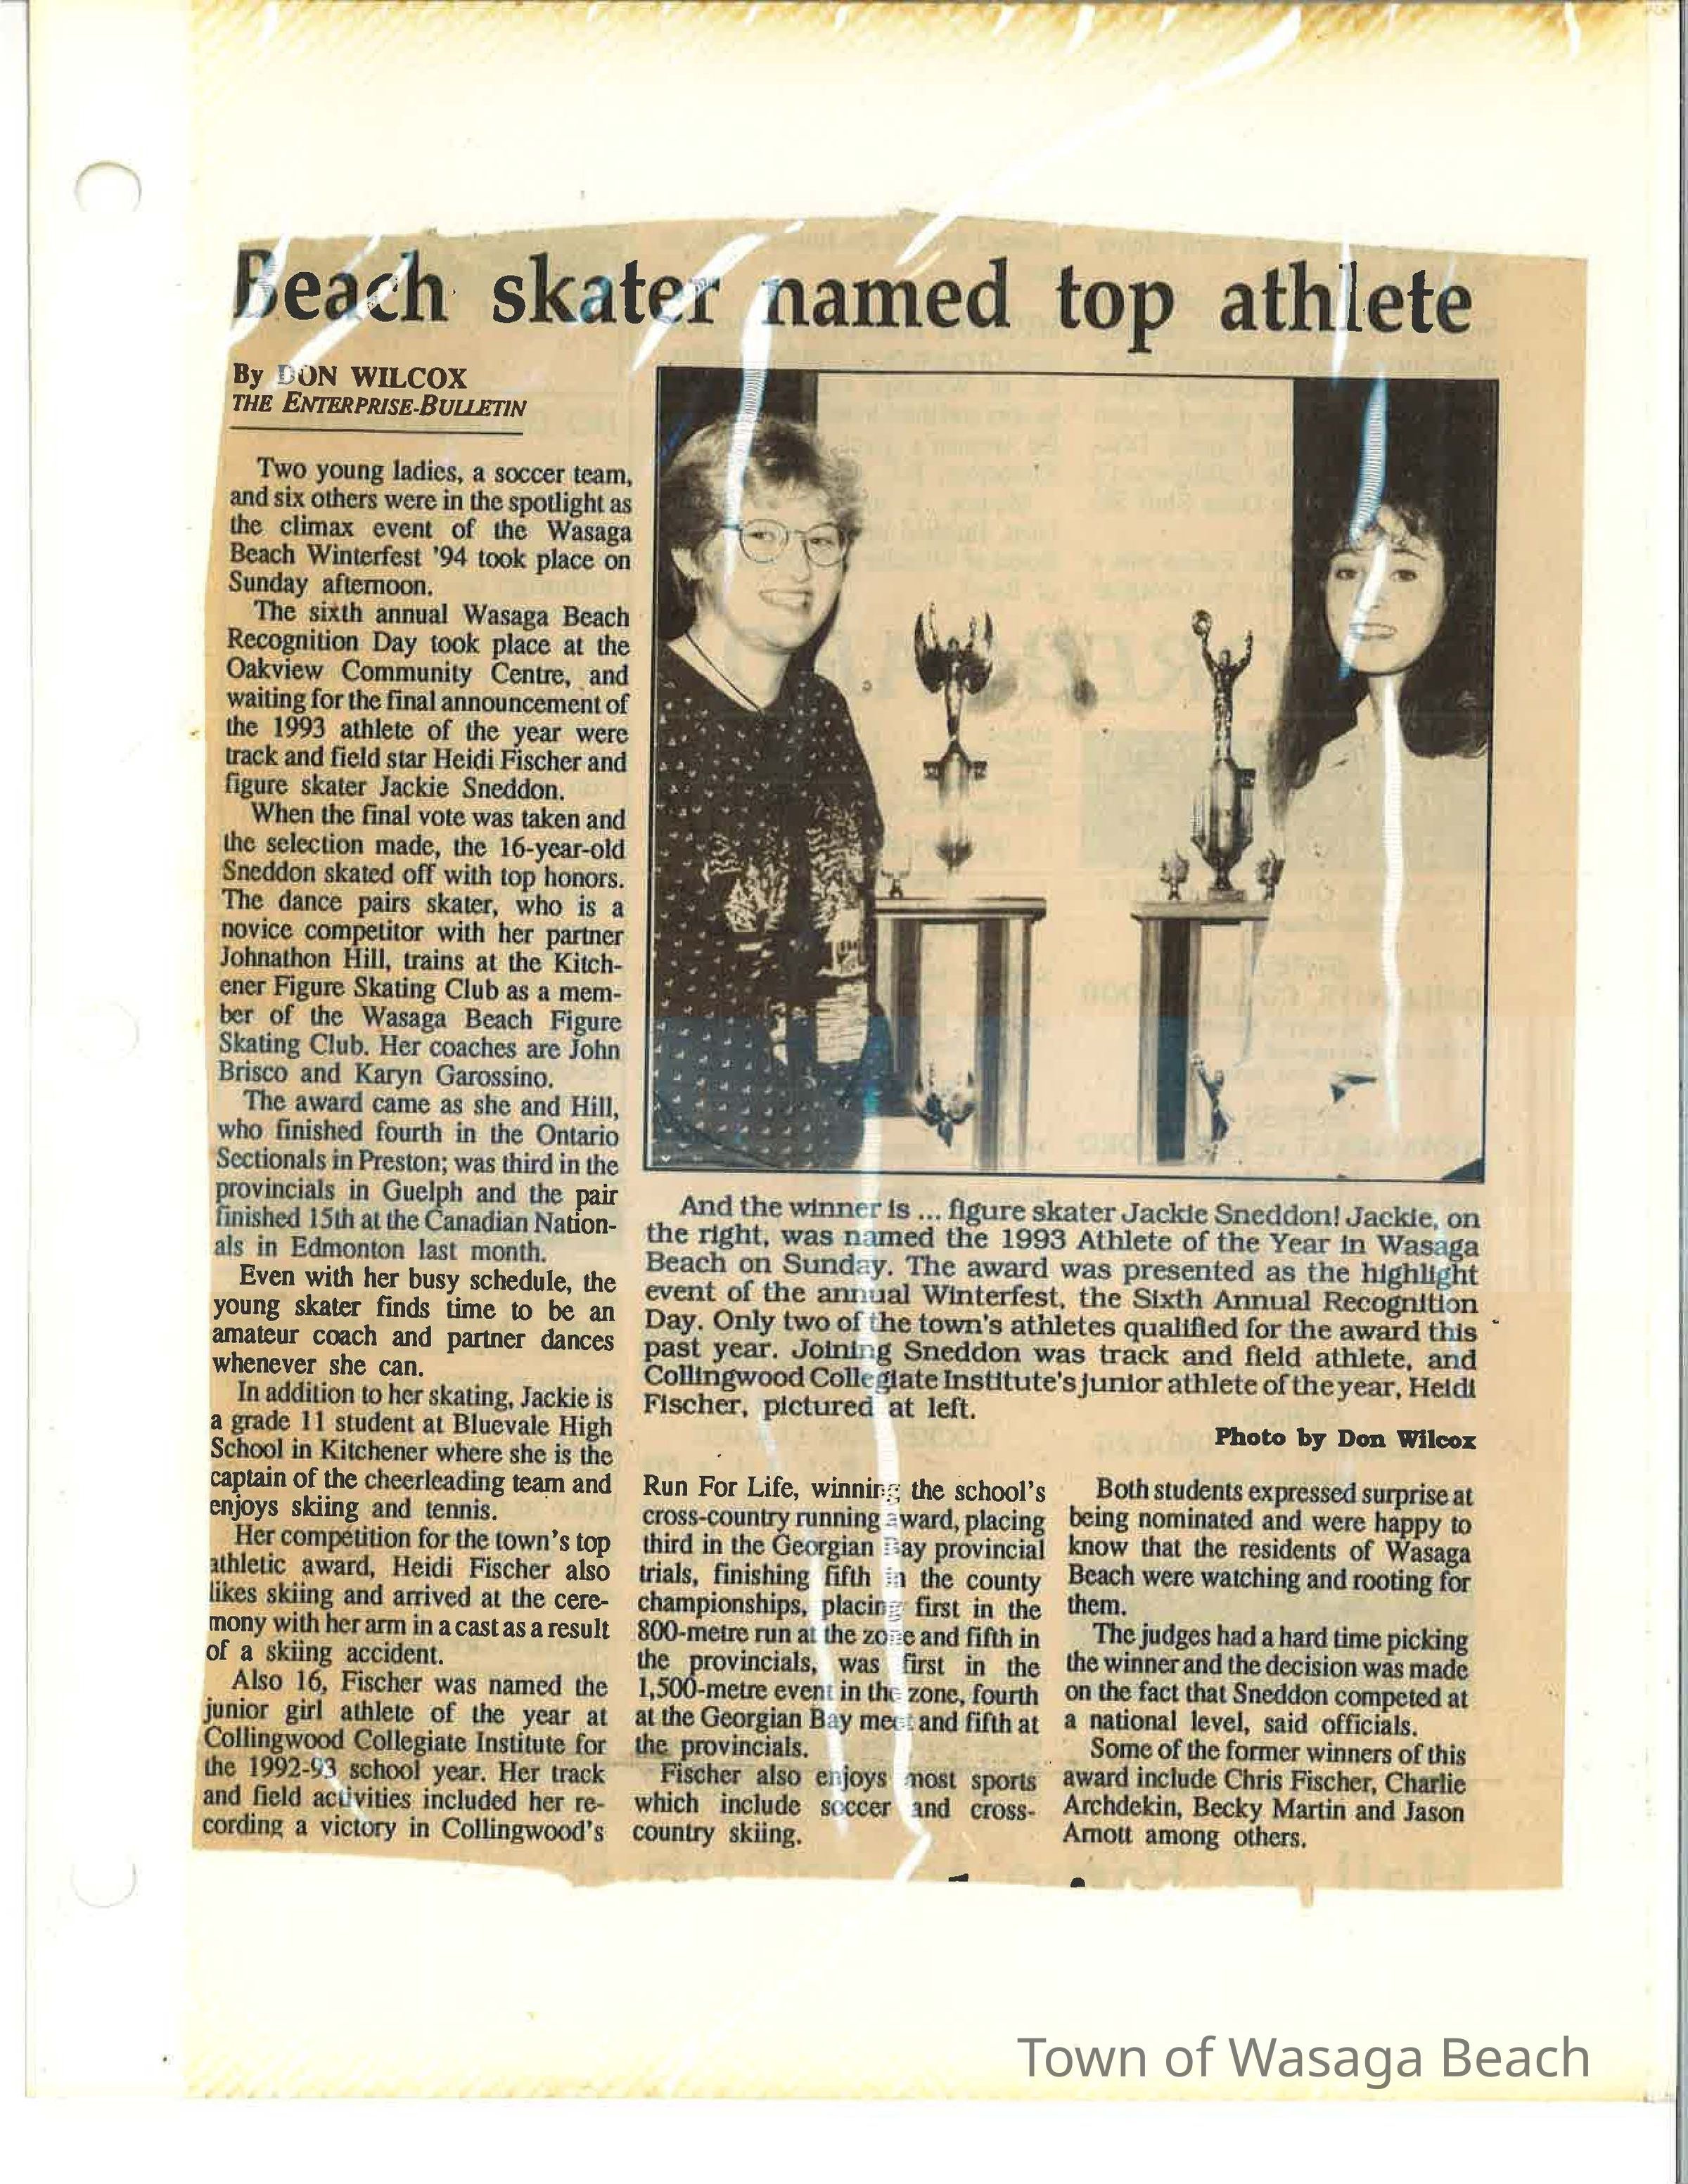 Beach skater named top athlete
By DON WILCOX
THE ENTERPRISE-BULLETIN
Two young ladies, a soccer team,
and six others were in the spotlight as
the climax event of the Wasaga
Beach Winterfest '94 took place on
Sunday afternoon.
The sixth annual Wasaga Beach
Recognition Day took place at the
Oakview Community Centre, and
waiting for the final announcement of
the 1993 athlete of the year were
track and field star Heidi Fischer and
figure skater Jackie Sneddon.
When the final vote was taken and
the selection made, the 16-year-old
Sneddon skated off with top honors.
The dance pairs skater, who is a
novice competitor with her partner
Johnathon Hill, trains at the Kitch-
ener Figure Skating Club as a mem-
ber of the Wasaga Beach Figure
Skating Club. Her coaches are John
Brisco and Karyn Garossino.
The award came as she and Hill,
who finished fourth in the Ontario
Sectionals in Preston; was third in the
provincials in Guelph and the pair
finished 15th at the Canadian Nation-
als in Edmonton last month.
Even with her busy schedule, the
young skater finds time to be an
amateur coach and partner dances
whenever she can.
In addition to her skating, Jackie is
a grade 11 student at Bluevale High
School in Kitchener where she is the
captain of the cheerleading team and
enjoys skiing and tennis.
Her competition for the town's top
athletic award, Heidi Fischer also
likes skiing and arrived at the cere-
mony with her arm in a cast as a result
of a skiing accident.
Also 16, Fischer was named the
junior girl athlete of the year at
Collingwood Collegiate Institute for
the 1992-93 school year. Her track
and field activities included her re-
cording a victory in Collingwood's
And the winner is ... figure skater Jackie Sneddon! Jackie, on
the right, was named the 1993 Athlete of the Year in Wasaga
Beach on Sunday. The award was presented as the highlight
event of the annual Winterfest, the Sixth Annual Recognition
Day. Only two of the town's athletes qualified for the award this
past year. Joining Sneddon was track and field athlete, and
Collingwood Collegiate Institute's junior athlete of the year, Heidi
Fischer, pictured at left.
Photo by Don Wilcox
Run For Life, winning the school's
cross-country running award, placing
third in the Georgian Bay provincial
trials, finishing fifth in the county
championships, placing first in the
800-metre run at the zone and fifth in
the provincials, was first in the
1,500-metre event in the zone, fourth
at the Georgian Bay meet and fifth at
the provincials.
Fischer also enjoys most sports
which include soccer and cross-
country skiing.
Both students expressed surprise at
being nominated and were happy to
know that the residents of Wasaga
Beach were watching and rooting for
them.
The judges had a hard time picking
the winner and the decision was made
on the fact that Sneddon competed at
a national level, said officials.
Some of the former winners of this
award include Chris Fischer, Charlie
Archdekin, Becky Martin and Jason
Arnott among others.
Town of Wasaga Beach